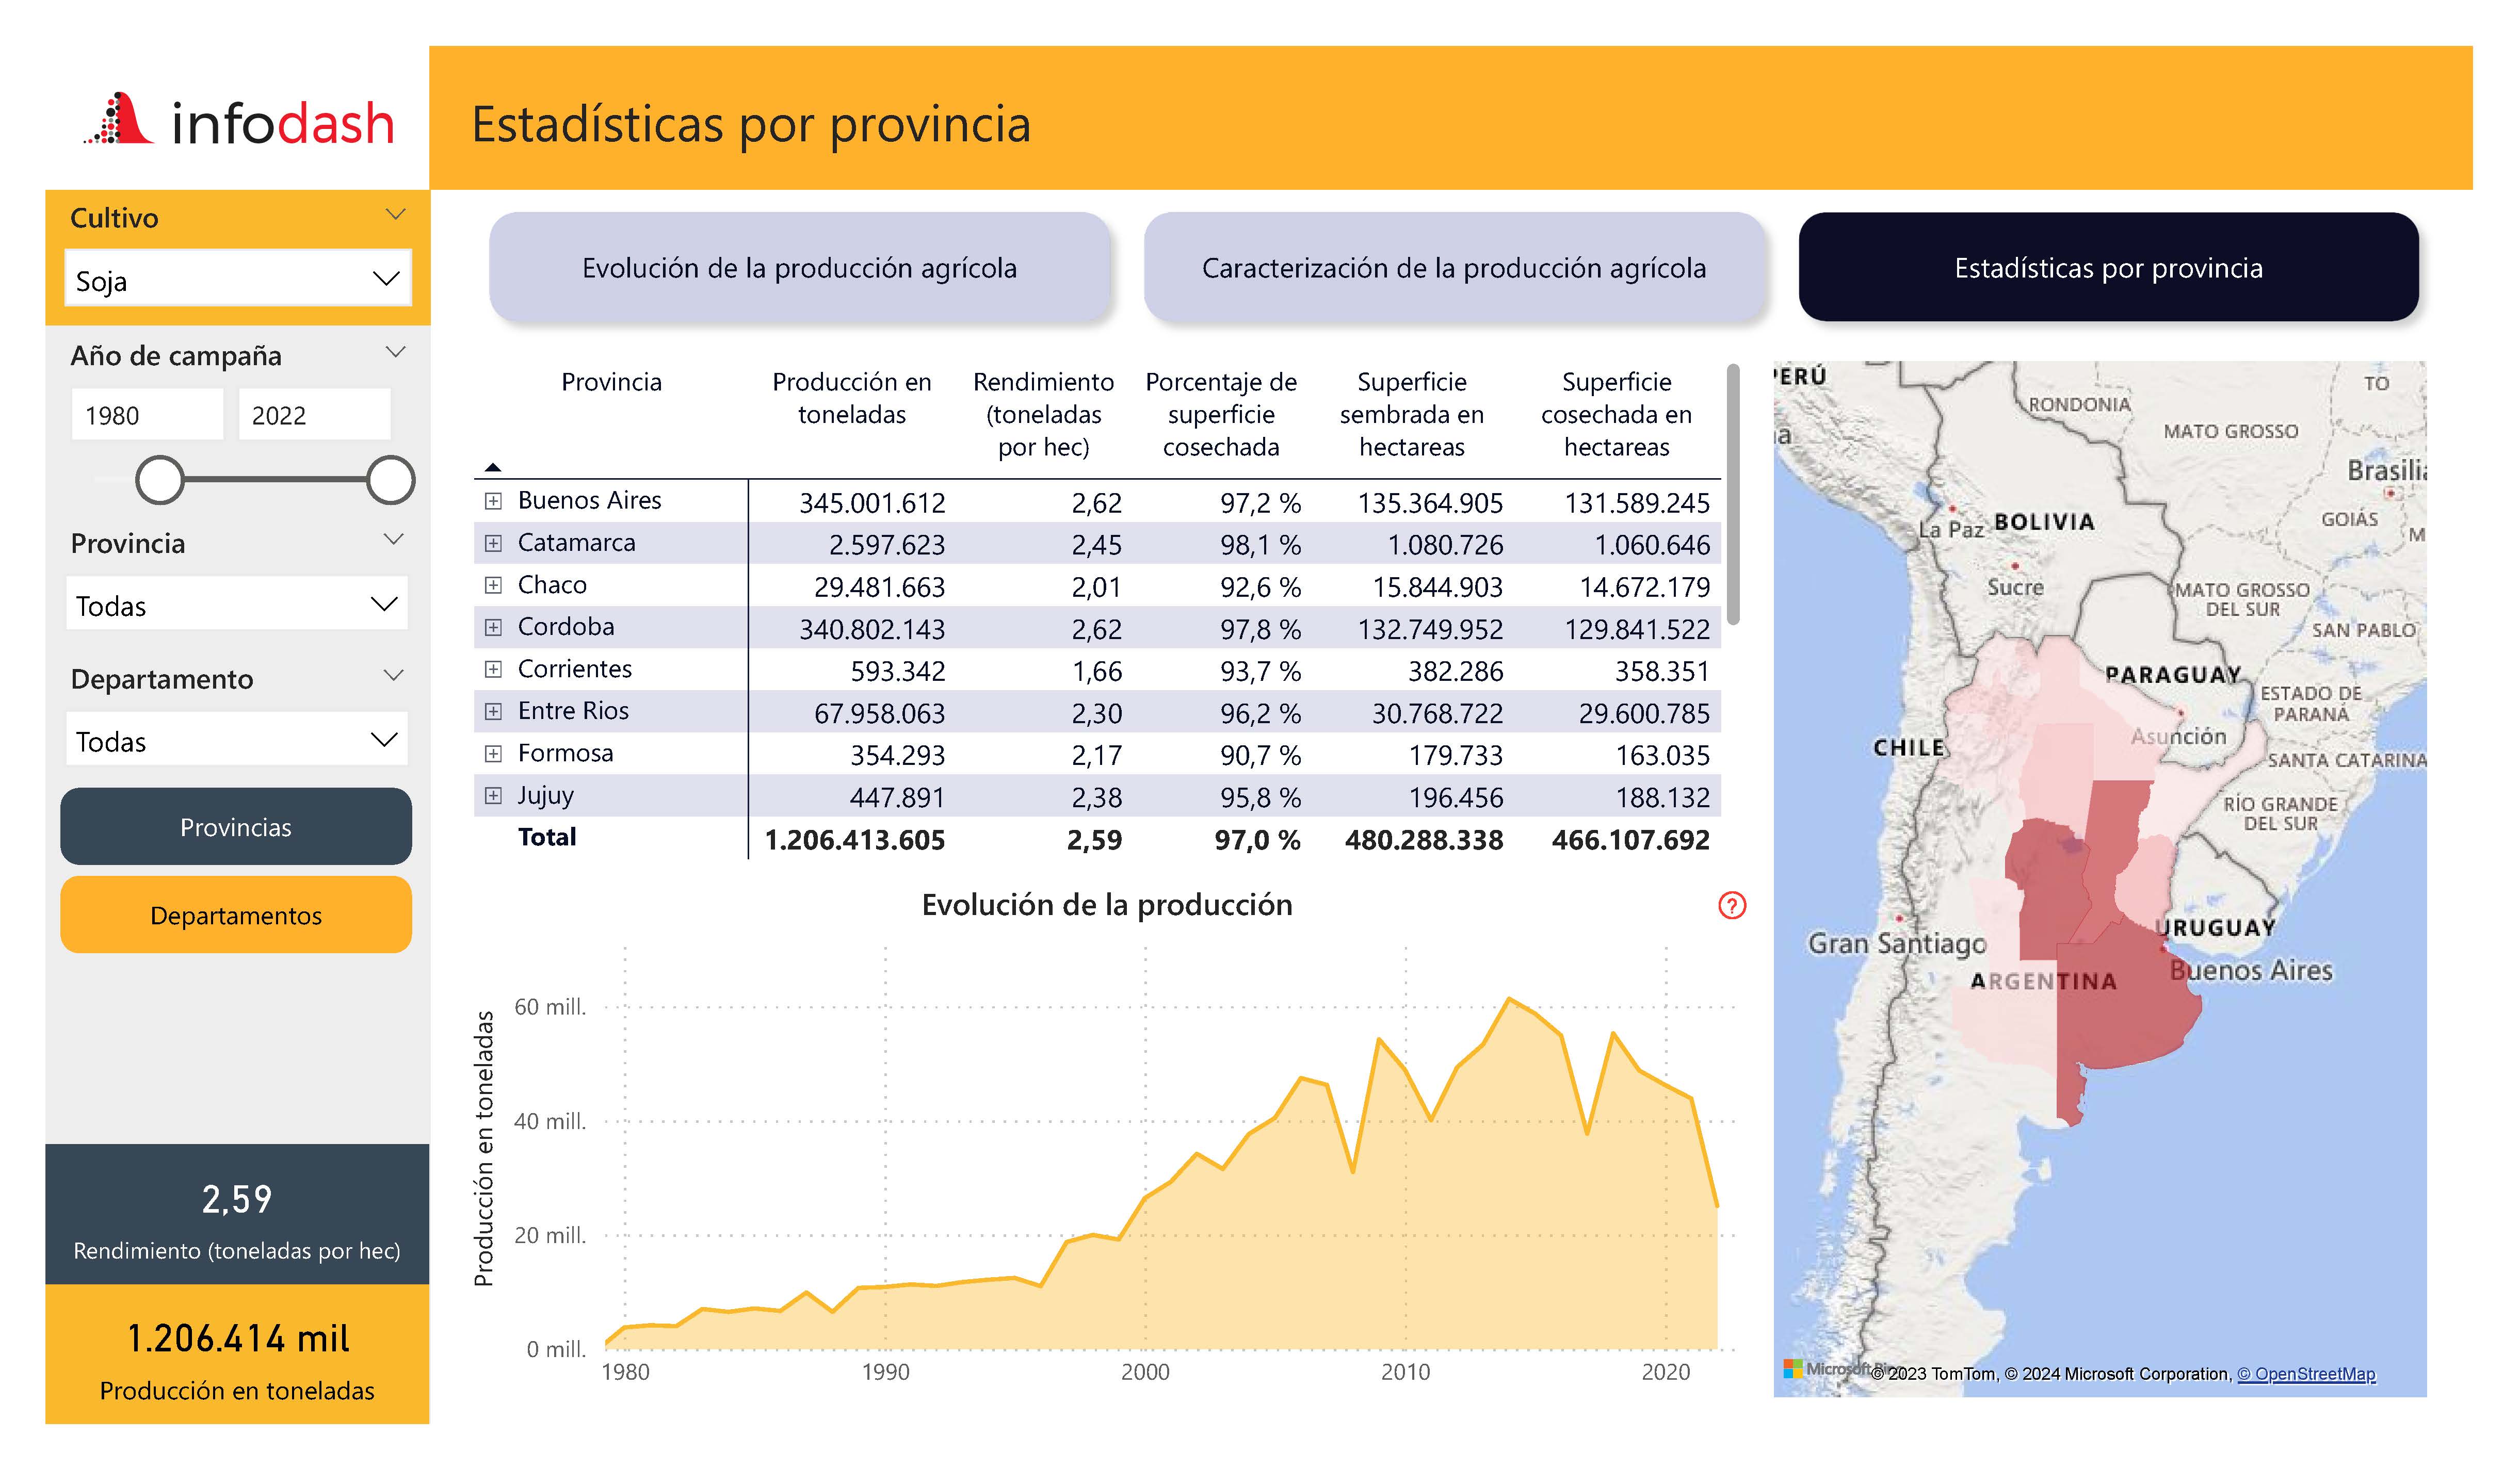 infodash
Estadísticas por provincia
Cultivo
Soja
Año de campaña
1980 2022
Provincia
Todas
Departamento
Todas
Provincias
Departamentos
2,59
Rendimiento (toneladas por hec)
1.206.414 mil
Producción en toneladas
Evolución de la producción agrícola
Caracterización de la producción agrícola
Estadísticas por provincia
Provincia Producción en toneladas Rendimiento (toneladas por hec) Porcentaje de superficie cosechada Superficie sembrada en hectareas Superficie cosechada en hectareas
Buenos Aires 345.001.612 2,62 97,2 % 135.364.905 131.589.245
Catamarca 2.597.623 2,45 98,1 % 1.080.726 1.060.646
Chaco 29.481.663 2,01 92,6 % 15.844.903 14.672.179
Cordoba 340.802.143 2,62 97,8 % 132.749.952 129.841.522
Corrientes 593.342 1,66 93,7 % 382.286 358.351
Entre Rios 67.958.063 2,30 96,2 % 30.768.722 29.600.785
Formosa 354.293 2,17 90,7 % 179.733 163.035
Jujuy 447.891 2,38 95,8 % 196.456 188.132
Total 1.206.413.605 2,59 97,0 % 480.288.338 466.107.692
Evolución de la producción
?
Producción en toneladas
60 mill.
40 mill.
20 mill.
0 mill.
1980 1990 2000 2010 2020
PERÚ
TO
RONDONIA
MATO GROSSO
Brasilia
GOIÁS
M
La Paz
BOLIVIA
Sucre
MATO GROSSO
DEL SUR
SAN PABLO
PARAGUAY
ESTADO DE
PARANÁ
Asunción
CHILE
SANTA CATARINA
RÍO GRANDE
DEL SUR
URUGUAY
Gran Santiago
Buenos Aires
ARGENTINA
Microsoft Bing
© 2023 TomTom, © 2024 Microsoft Corporation, © OpenStreetMap